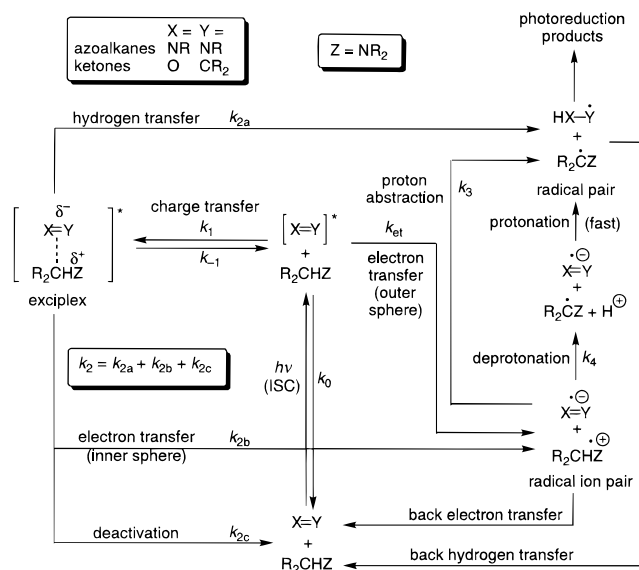 X = Y =
azoalkanes NR NR
ketones O CR₂
Z = NR₂
photoreduction
products
hydrogen transfer k₂ₐ
HX–Ẏ
+
R₂ĊZ
radical pair
proton
abstraction k₃
protonation (fast)
charge transfer
k₁
k₋₁
δ⁻
X=Y
δ⁺
R₂CHZ
*
exciplex
[X=Y]*
+
R₂CHZ
kₑₜ
electron
transfer
(outer
sphere)
X=Y •⊖
+
R₂ĊZ + H⊕
deprotonation k₄
k₂ = k₂ₐ + k₂b + k₂c
hν
(ISC)
k₀
X=Y •⊖
+
R₂CHZ •⊕
radical ion pair
electron transfer k₂b
(inner sphere)
deactivation k₂c
X=Y
+
R₂CHZ
back electron transfer
back hydrogen transfer